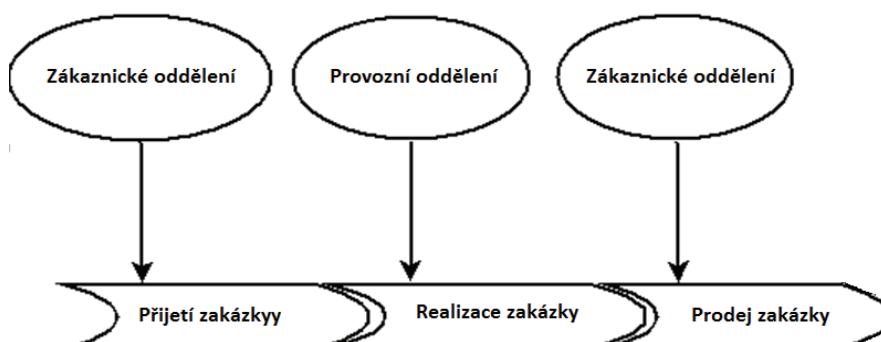 Zákaznické oddělení
Provozní oddělení
Zákaznické oddělení
Přijetí zakázkyy
Realizace zakázky
Prodej zakázky